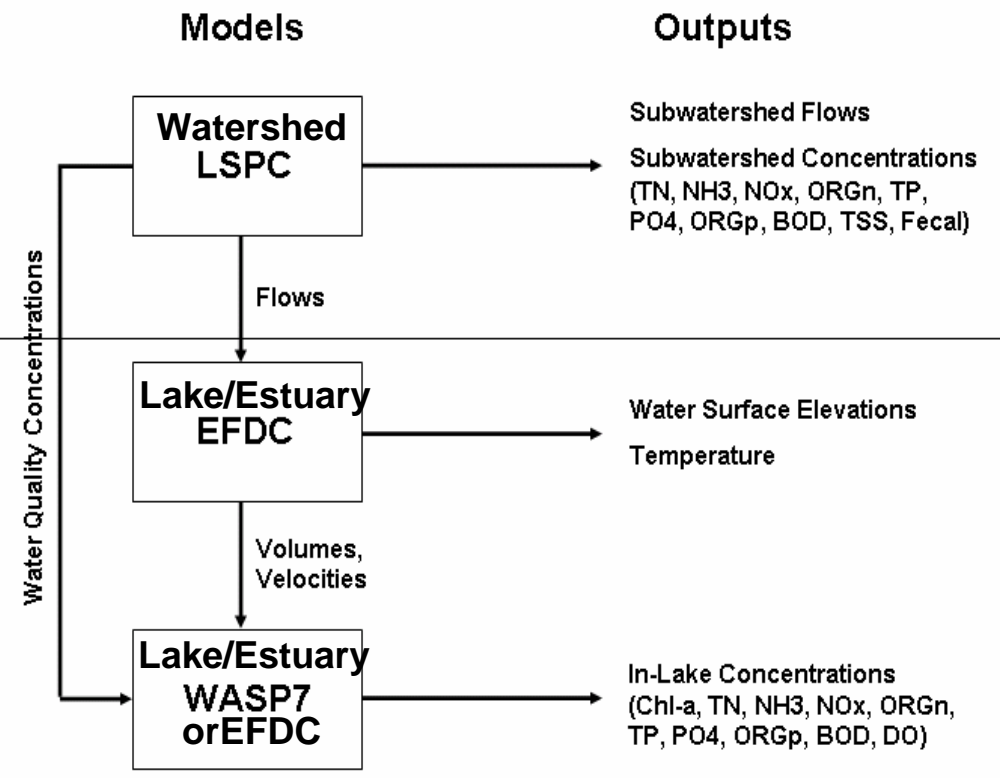 Models
Outputs
Watershed
LSPC
Subwatershed Flows
Subwatershed Concentrations
(TN, NH3, NOx, ORGn, TP,
PO4, ORGp, BOD, TSS, Fecal)
Flows
Water Quality Concentrations
Lake/Estuary
EFDC
Water Surface Elevations
Temperature
Volumes,
Velocities
Lake/Estuary
WASP7
orEFDC
In-Lake Concentrations
(Chl-a, TN, NH3, NOx, ORGn,
TP, PO4, ORGp, BOD, DO)